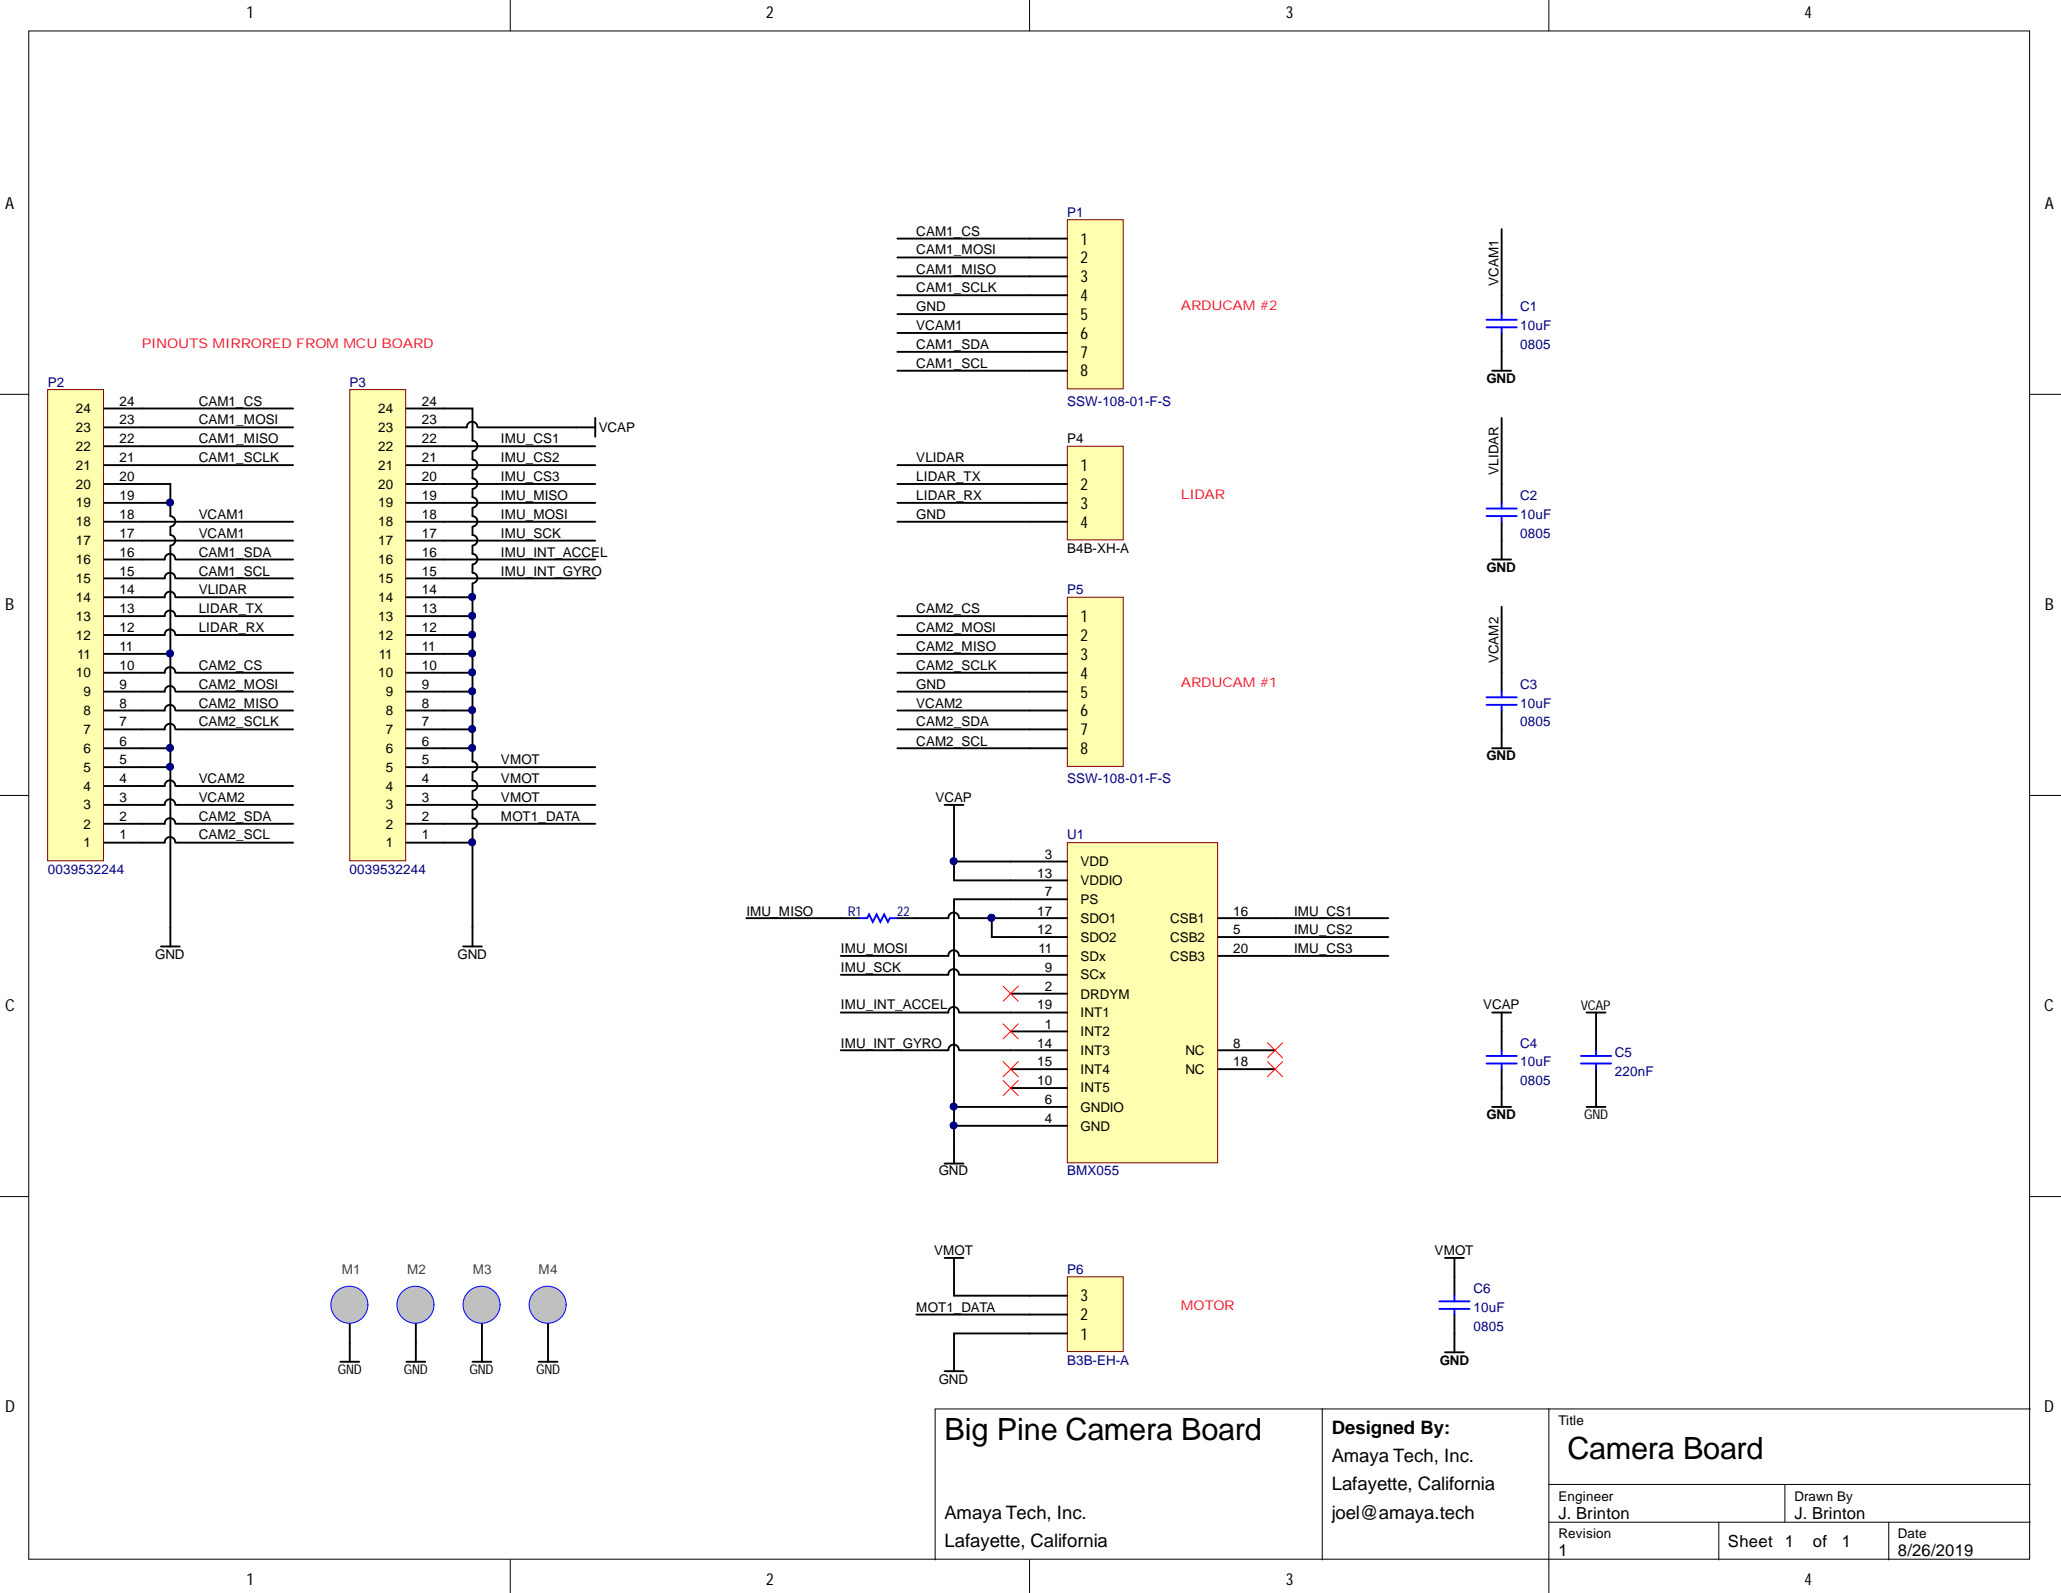 1 2 3 4
A A
B B
C C
D D
PINOUTS MIRRORED FROM MCU BOARD
P2
24 24 CAM1_CS
23 23 CAM1_MOSI
22 22 CAM1_MISO
21 21 CAM1_SCLK
20 20
19 19
18 18 VCAM1
17 17 VCAM1
16 16 CAM1_SDA
15 15 CAM1_SCL
14 14 VLIDAR
13 13 LIDAR_TX
12 12 LIDAR_RX
11 11
10 10 CAM2_CS
9 9 CAM2_MOSI
8 8 CAM2_MISO
7 7 CAM2_SCLK
6 6
5 5
4 4 VCAM2
3 3 VCAM2
2 2 CAM2_SDA
1 1 CAM2_SCL
0039532244
GND
P3
24 24
23 23 VCAP
22 22 IMU_CS1
21 21 IMU_CS2
20 20 IMU_CS3
19 19 IMU_MISO
18 18 IMU_MOSI
17 17 IMU_SCK
16 16 IMU_INT_ACCEL
15 15 IMU_INT_GYRO
14 14
13 13
12 12
11 11
10 10
9 9
8 8
7 7
6 6
5 5 VMOT
4 4 VMOT
3 3 VMOT
2 2 MOT1_DATA
1 1
0039532244
GND
P1
CAM1_CS 1
CAM1_MOSI 2
CAM1_MISO 3
CAM1_SCLK 4
GND 5
VCAM1 6
CAM1_SDA 7
CAM1_SCL 8
SSW-108-01-F-S
ARDUCAM #2
P4
VLIDAR 1
LIDAR_TX 2
LIDAR_RX 3
GND 4
B4B-XH-A
LIDAR
P5
CAM2_CS 1
CAM2_MOSI 2
CAM2_MISO 3
CAM2_SCLK 4
GND 5
VCAM2 6
CAM2_SDA 7
CAM2_SCL 8
SSW-108-01-F-S
ARDUCAM #1
VCAM1
C1
10uF
0805
GND
VLIDAR
C2
10uF
0805
GND
VCAM2
C3
10uF
0805
GND
VCAP
U1
3 VDD
13 VDDIO
7 PS
IMU_MISO R1 22 17 SDO1 CSB1 16 IMU_CS1
12 SDO2 CSB2 5 IMU_CS2
IMU_MOSI 11 SDx CSB3 20 IMU_CS3
IMU_SCK 9 SCx
2 DRDYM
IMU_INT_ACCEL 19 INT1
1 INT2
IMU_INT_GYRO 14 INT3 NC 8
15 INT4 NC 18
10 INT5
6 GNDIO
4 GND
GND
BMX055
VCAP
C4
10uF
0805
GND
VCAP
C5
220nF
GND
M1 M2 M3 M4
GND GND GND GND
VMOT
P6
3
MOT1_DATA 2
1
B3B-EH-A
GND
MOTOR
VMOT
C6
10uF
0805
GND
Big Pine Camera Board
Amaya Tech, Inc.
Lafayette, California
Designed By:
Amaya Tech, Inc.
Lafayette, California
joel@amaya.tech
Title
Camera Board
Engineer
J. Brinton
Drawn By
J. Brinton
Revision
1
Sheet 1 of 1
Date
8/26/2019
1 2 3 4